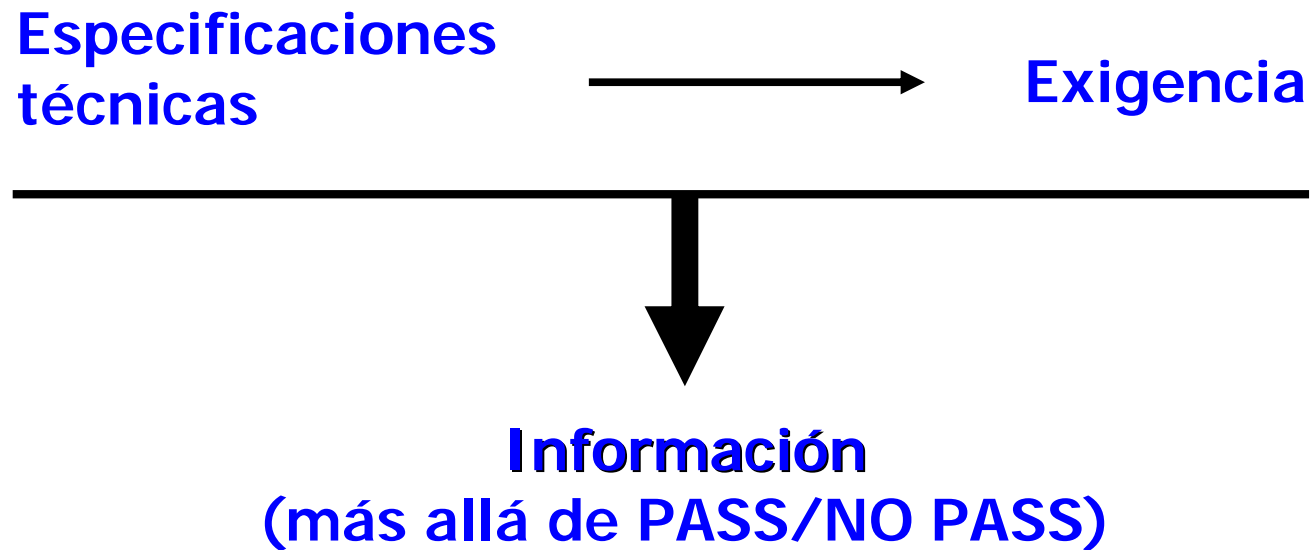 Especificaciones
técnicas
Exigencia
Información
(más allá de PASS/NO PASS)